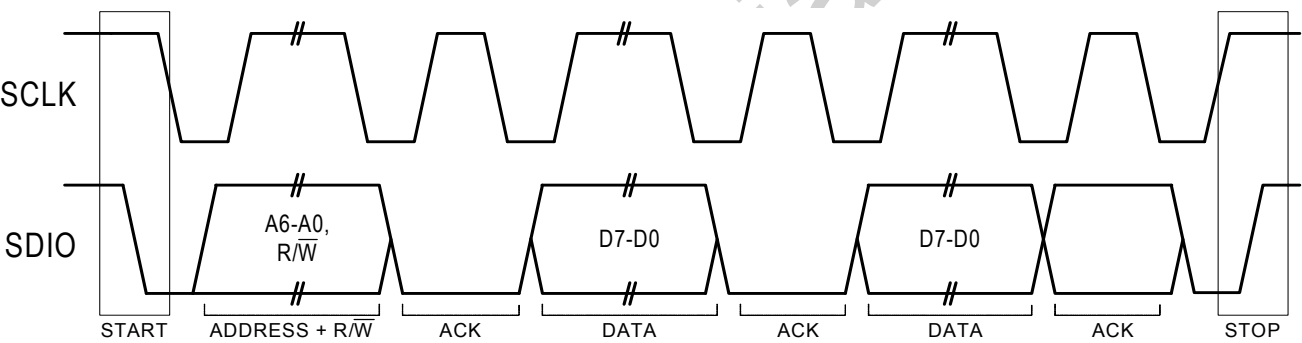 SCLK
SDIO
A6-A0,
R/W̅
D7-D0
D7-D0
START
ADDRESS + R/W̅
ACK
DATA
ACK
DATA
ACK
STOP